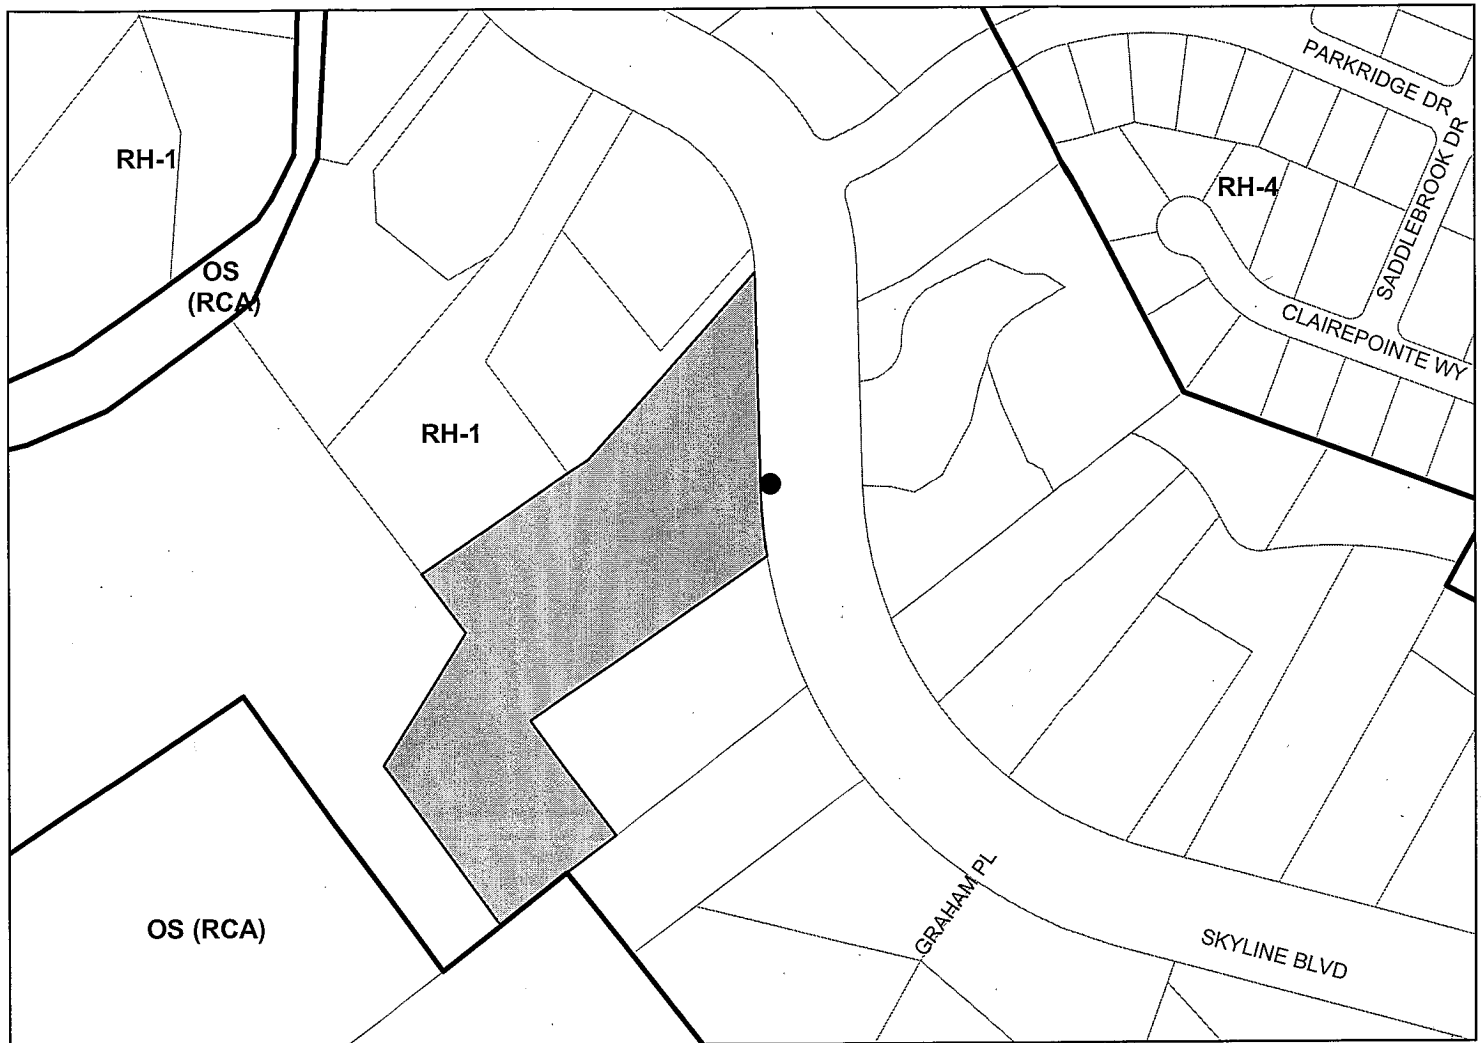 PARKRIDGE DR
SADDLEBROOK DR
RH-1
RH-4
OS
(RCA)
CLAIREPOINTE WY
RH-1
GRAHAM PL
OS (RCA)
SKYLINE BLVD